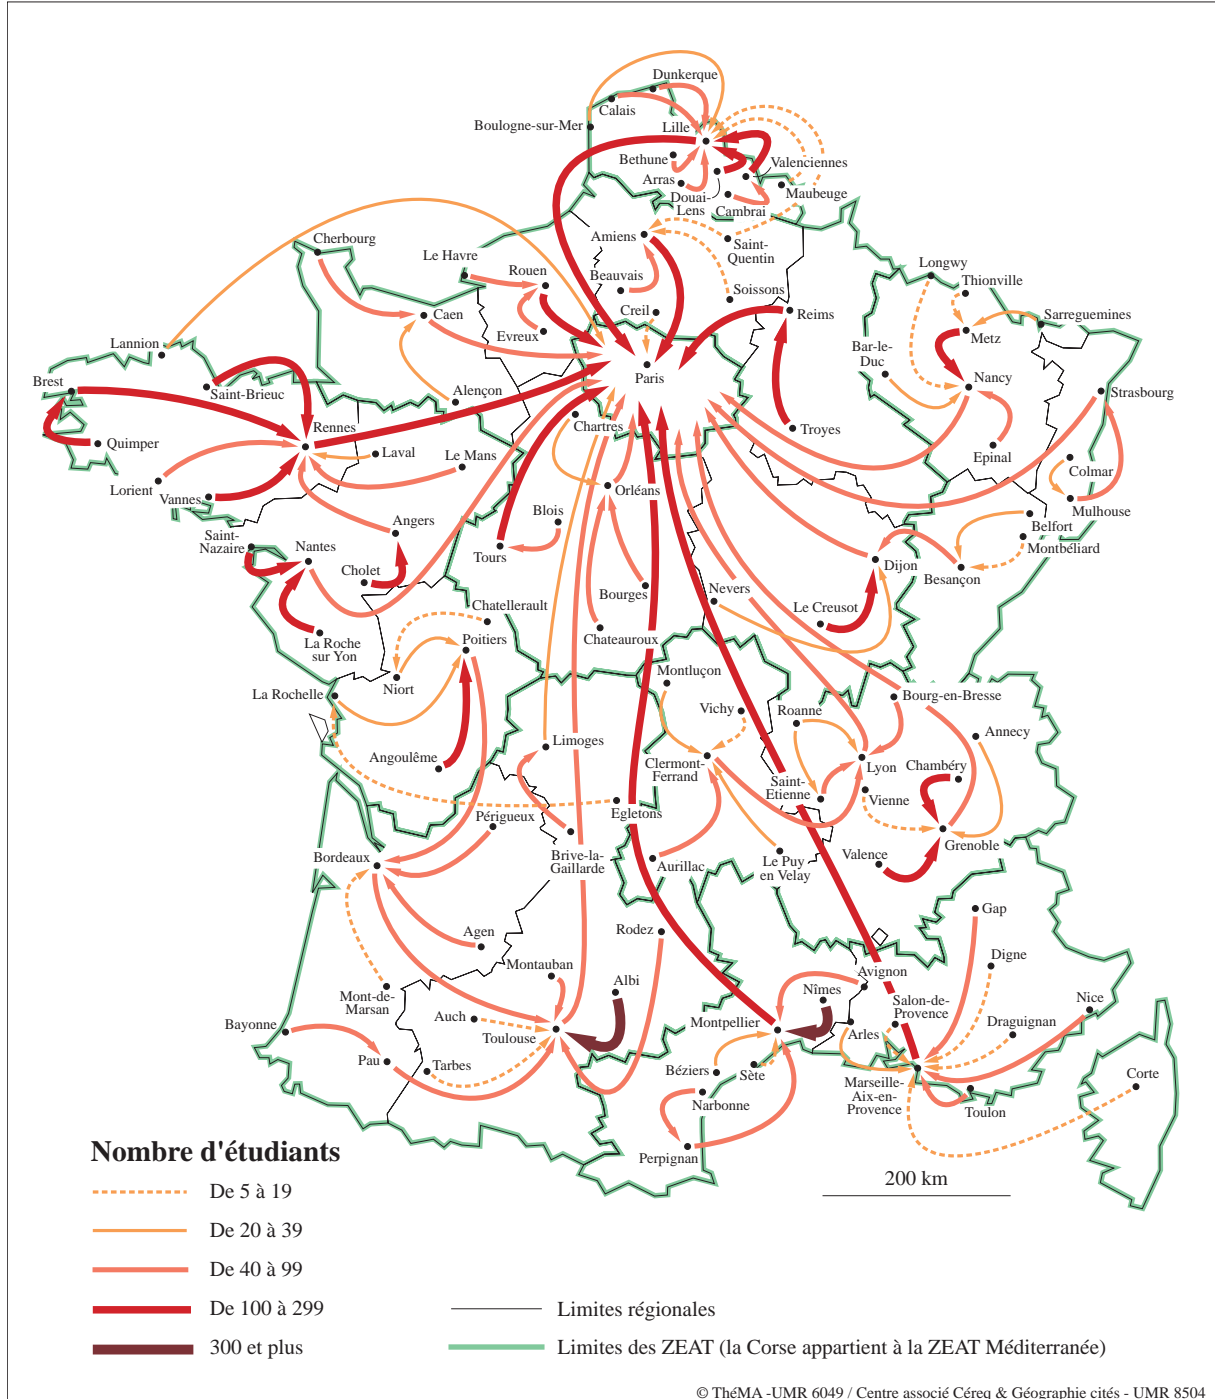 Dunkerque
Calais
Boulogne-sur-Mer
Lille
Bethune
Valenciennes
Arras
Maubeuge
Douai-
Lens
Cambrai
Amiens
Saint-
Quentin
Cherbourg
Le Havre
Rouen
Beauvais
Soissons
Longwy
Thionville
Creil
Reims
Sarreguemines
Caen
Evreux
Metz
Lannion
Bar-le-
Duc
Brest
Saint-Brieuc
Alençon
Paris
Nancy
Strasbourg
Rennes
Chartres
Troyes
Quimper
Laval
Le Mans
Epinal
Colmar
Lorient
Vannes
Orléans
Blois
Mulhouse
Angers
Belfort
Saint-
Nazaire
Nantes
Tours
Montbéliard
Dijon
Besançon
Cholet
Bourges
Nevers
Le Creusot
Chatellerault
La Roche
sur Yon
Poitiers
Chateauroux
Niort
Montluçon
La Rochelle
Vichy
Roanne
Bourg-en-Bresse
Annecy
Limoges
Angoulême
Clermont-
Ferrand
Saint-
Etienne
Lyon
Chambéry
Vienne
Egletons
Périgueux
Bordeaux
Brive-la-
Gaillarde
Aurillac
Le Puy
en Velay
Valence
Grenoble
Gap
Agen
Rodez
Montauban
Albi
Digne
Avignon
Mont-de-
Marsan
Nîmes
Salon-de-
Provence
Nice
Bayonne
Auch
Toulouse
Montpellier
Arles
Draguignan
Pau
Tarbes
Béziers
Sète
Marseille-
Aix-en-
Provence
Corte
Narbonne
Toulon
Perpignan
Nombre d'étudiants
200 km
De 5 à 19
De 20 à 39
De 40 à 99
De 100 à 299
Limites régionales
300 et plus
Limites des ZEAT (la Corse appartient à la ZEAT Méditerranée)
© ThéMA -UMR 6049 / Centre associé Céreq & Géographie cités - UMR 8504